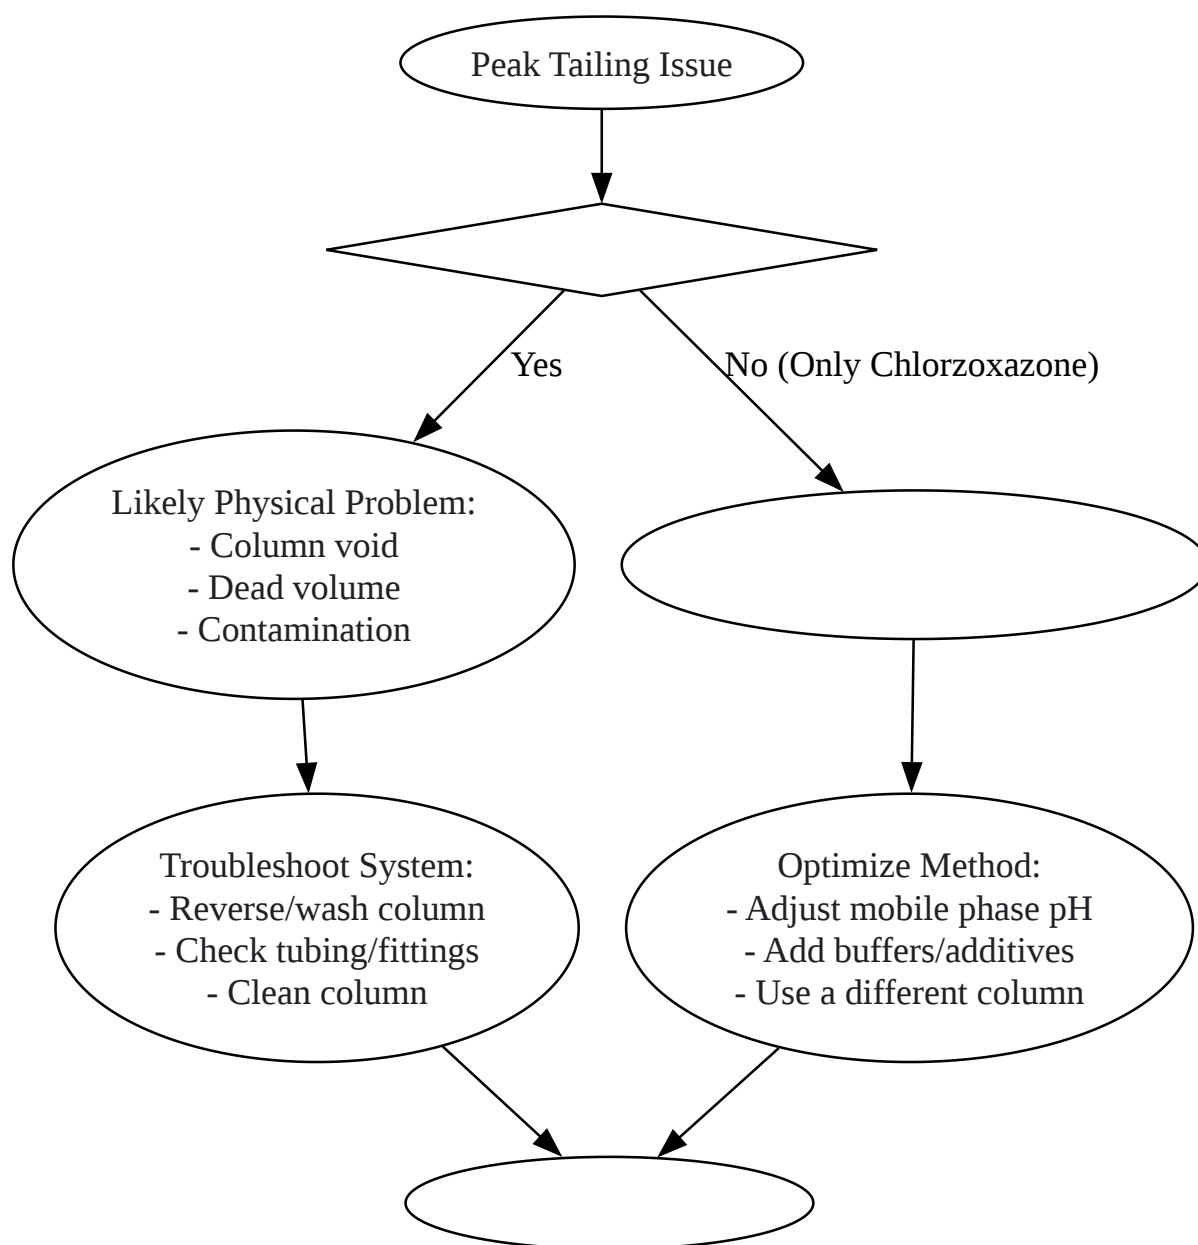 Peak Tailing Issue
Yes
No (Only Chlorzoxazone)
Likely Physical Problem:
- Column void
- Dead volume
- Contamination
Troubleshoot System:
- Reverse/wash column
- Check tubing/fittings
- Clean column
Optimize Method:
- Adjust mobile phase pH
- Add buffers/additives
- Use a different column